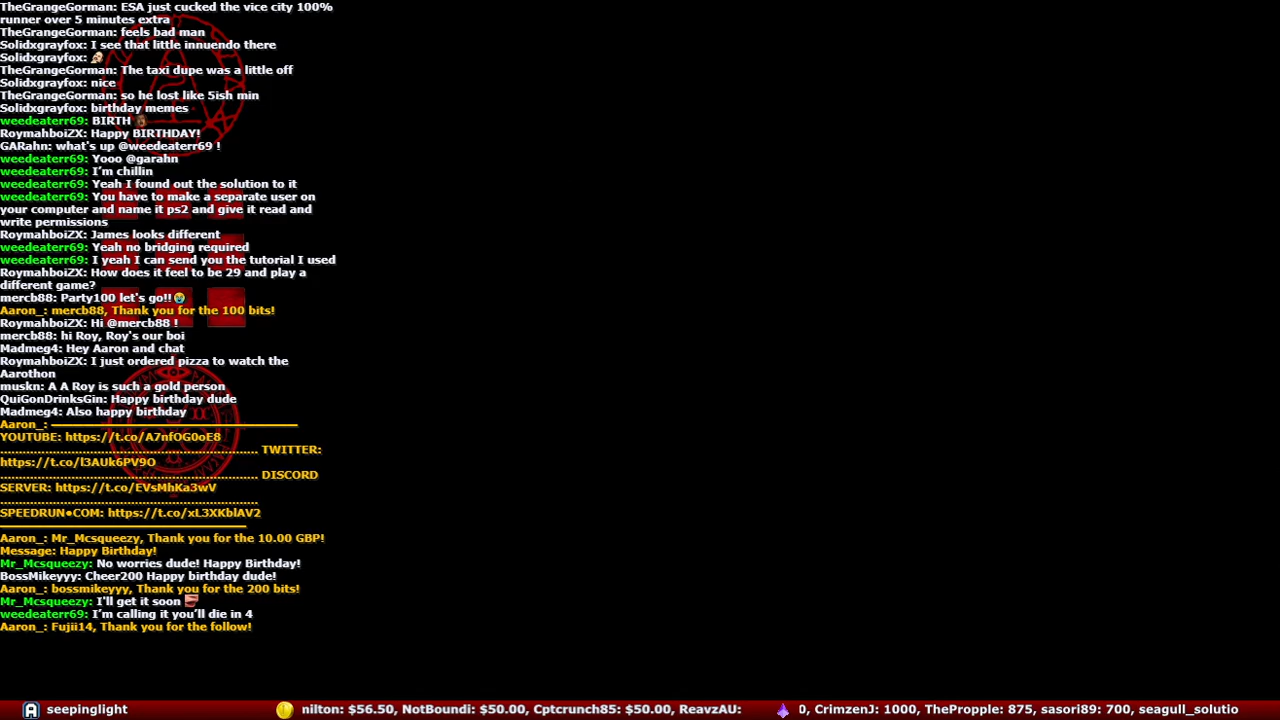 TheGrangeGorman: ESA just cucked the vice city 100%
runner over 5 minutes extra
TheGrangeGorman: feels bad man
Solidxgrayfox: I see that little innuendo there
Solidxgrayfox:
TheGrangeGorman: The taxi dupe was a little off
Solidxgrayfox: nice
TheGrangeGorman: so he lost like 5ish min
Solidxgrayfox: birthday memes
weedeaterr69: BIRTH
RoymahboiZX: Happy BIRTHDAY!
GARahn: what's up @weedeaterr69 !
weedeaterr69: Yooo @garahn
weedeaterr69: I’m chillin
weedeaterr69: Yeah I found out the solution to it
weedeaterr69: You have to make a separate user on
your computer and name it ps2 and give it read and
write permissions
RoymahboiZX: James looks different
weedeaterr69: Yeah no bridging required
weedeaterr69: I yeah I can send you the tutorial I used
RoymahboiZX: How does it feel to be 29 and play a
different game?
mercb88: Party100 let's go!!
Aaron_: mercb88, Thank you for the 100 bits!
RoymahboiZX: Hi @mercb88 !
mercb88: hi Roy, Roy's our boi
Madmeg4: Hey Aaron and chat
RoymahboiZX: I just ordered pizza to watch the
Aarothon
muskn: A A Roy is such a gold person
QuiGonDrinksGin: Happy birthday dude
Madmeg4: Also happy birthday
Aaron_:
YOUTUBE: https://t.co/A7nfOG0oE8
TWITTER:
https://t.co/l3AUk6PV9O
DISCORD
SERVER: https://t.co/EVsMhKa3wV
SPEEDRUN●COM: https://t.co/xL3XKblAV2
Aaron_: Mr_Mcsqueezy, Thank you for the 10.00 GBP!
Message: Happy Birthday!
Mr_Mcsqueezy: No worries dude! Happy Birthday!
BossMikeyyy: Cheer200 Happy birthday dude!
Aaron_: bossmikeyyy, Thank you for the 200 bits!
Mr_Mcsqueezy: I'll get it soon
weedeaterr69: I’m calling it you’ll die in 4
Aaron_: Fujii14, Thank you for the follow!
seepinglight
nilton: $56.50, NotBoundi: $50.00, Cptcrunch85: $50.00, ReavzAU:
0, CrimzenJ: 1000, ThePropple: 875, sasori89: 700, seagull_solutio